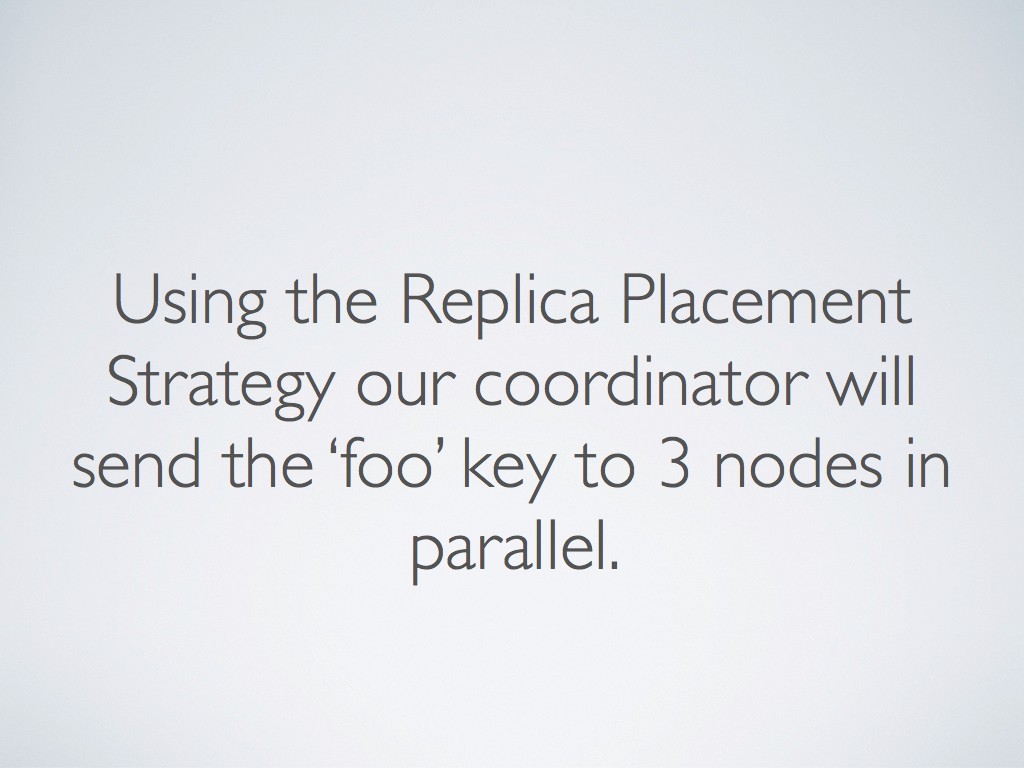 Using the Replica Placement
Strategy our coordinator will
send the ‘foo’ key to 3 nodes in
parallel.